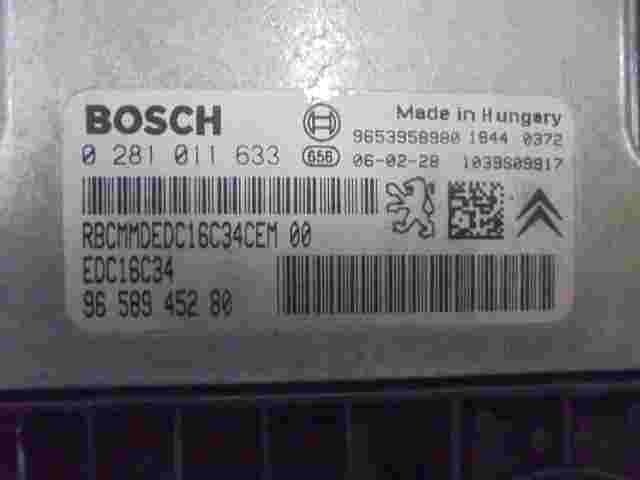 BOSCH
Made in Hungary
9653958980 1844 0372
0 281 011 633 656 06-02-28 1039S09817
RBCMMDEDC16C34CEM 00
EDC16C34
96 589 452 80